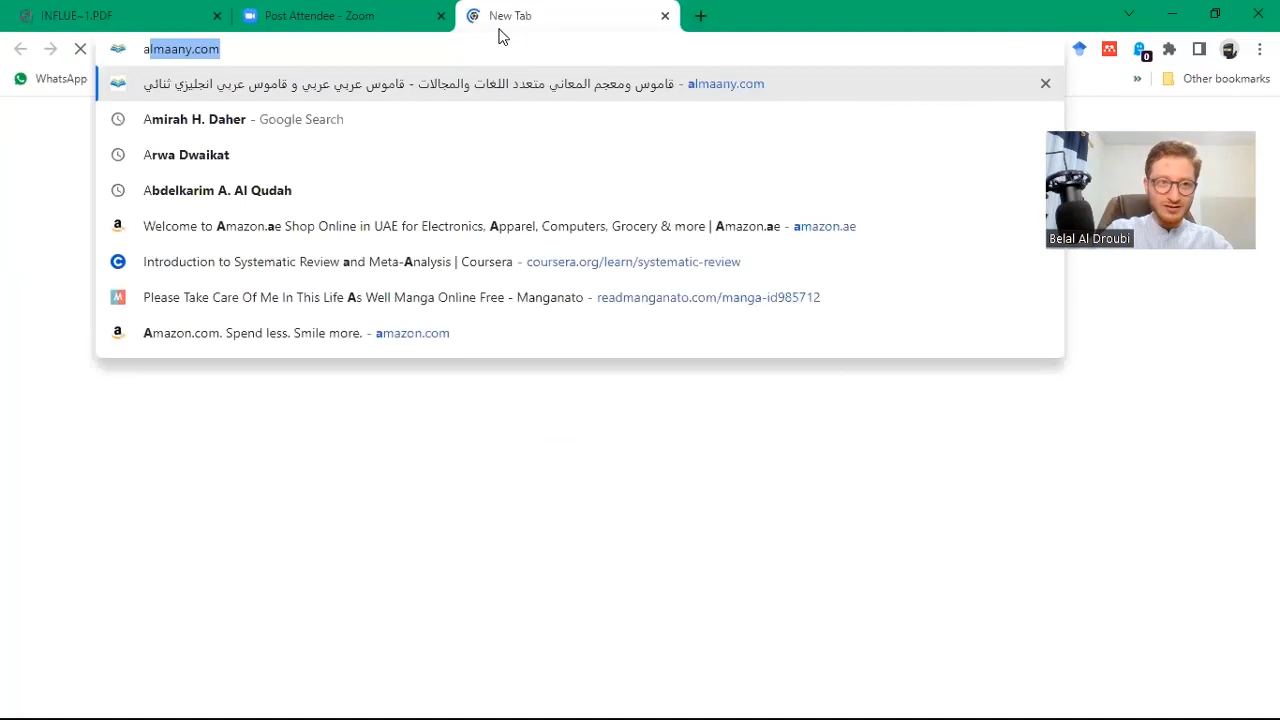 INFLUE~1.PDF
Post Attendee - Zoom
New Tab
almaany.com
WhatsApp
0
»
Other bookmarks
قاموس ومعجم المعاني متعدد اللغات والمجالات - قاموس عربي عربي و قاموس عربي انجليزي ثنائي - almaany.com
Amirah H. Daher - Google Search
Arwa Dwaikat
Abdelkarim A. Al Qudah
Welcome to Amazon.ae Shop Online in UAE for Electronics, Apparel, Computers, Grocery & more | Amazon.ae - amazon.ae
Introduction to Systematic Review and Meta-Analysis | Coursera - coursera.org/learn/systematic-review
Please Take Care Of Me In This Life As Well Manga Online Free - Manganato - readmanganato.com/manga-id985712
Amazon.com. Spend less. Smile more. - amazon.com
Belal Al Droubi